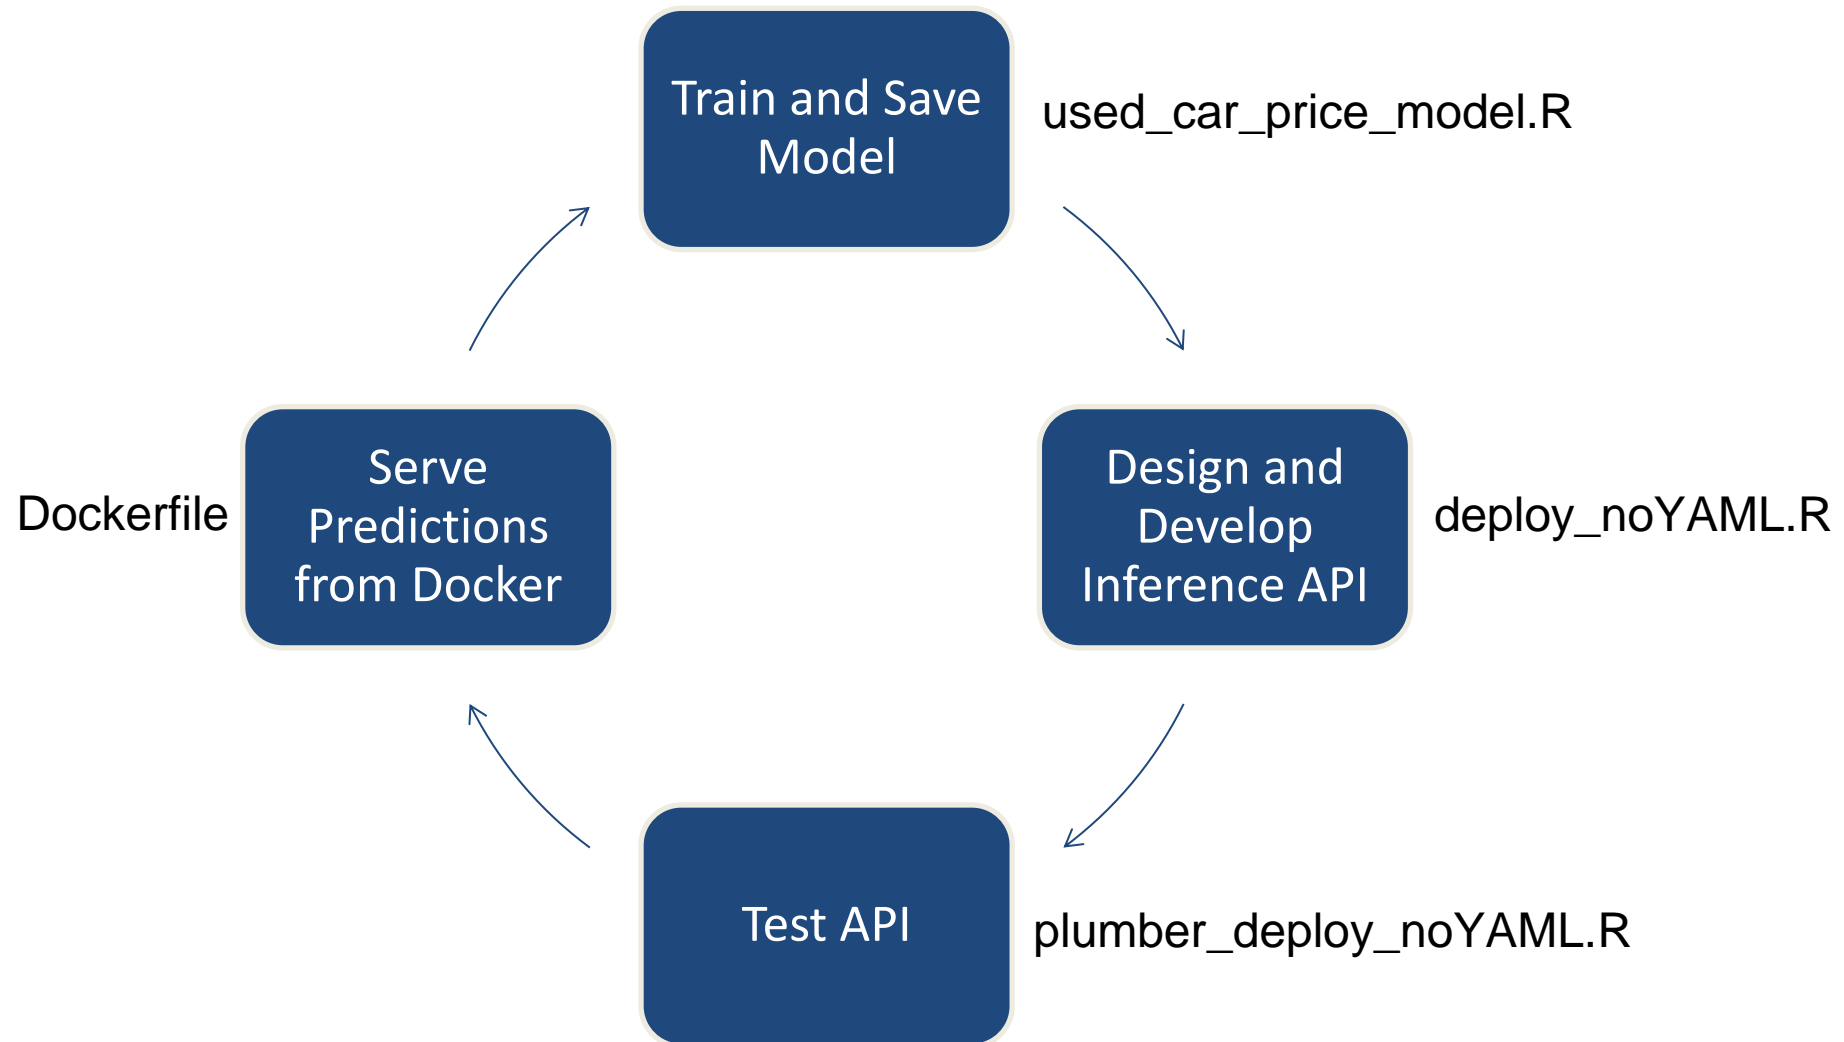 Train and Save
Model
used_car_price_model.R
Serve
Predictions
from Docker
Dockerfile
Design and
Develop
Inference API
deploy_noYAML.R
Test API
plumber_deploy_noYAML.R